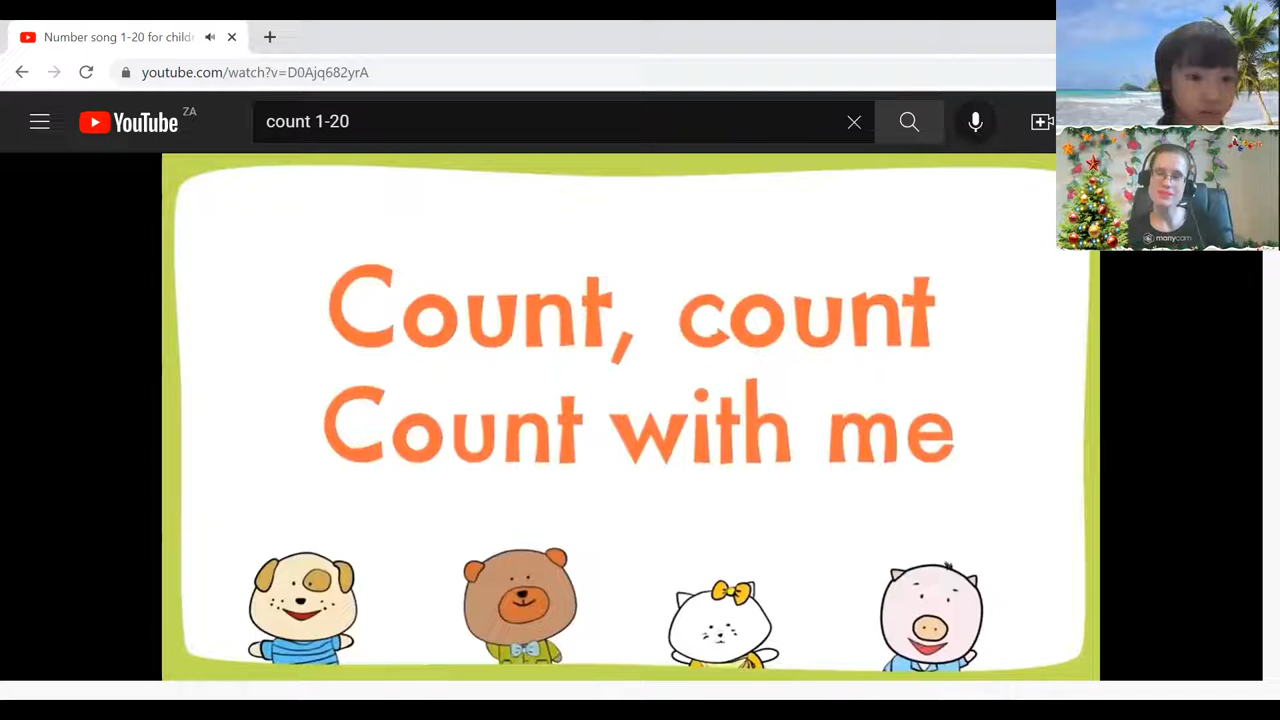 Number song 1-20 for childr
youtube.com/watch?v=D0Ajq682yrA
YouTube ZA
count 1-20
Count, count
Count with me
manycam